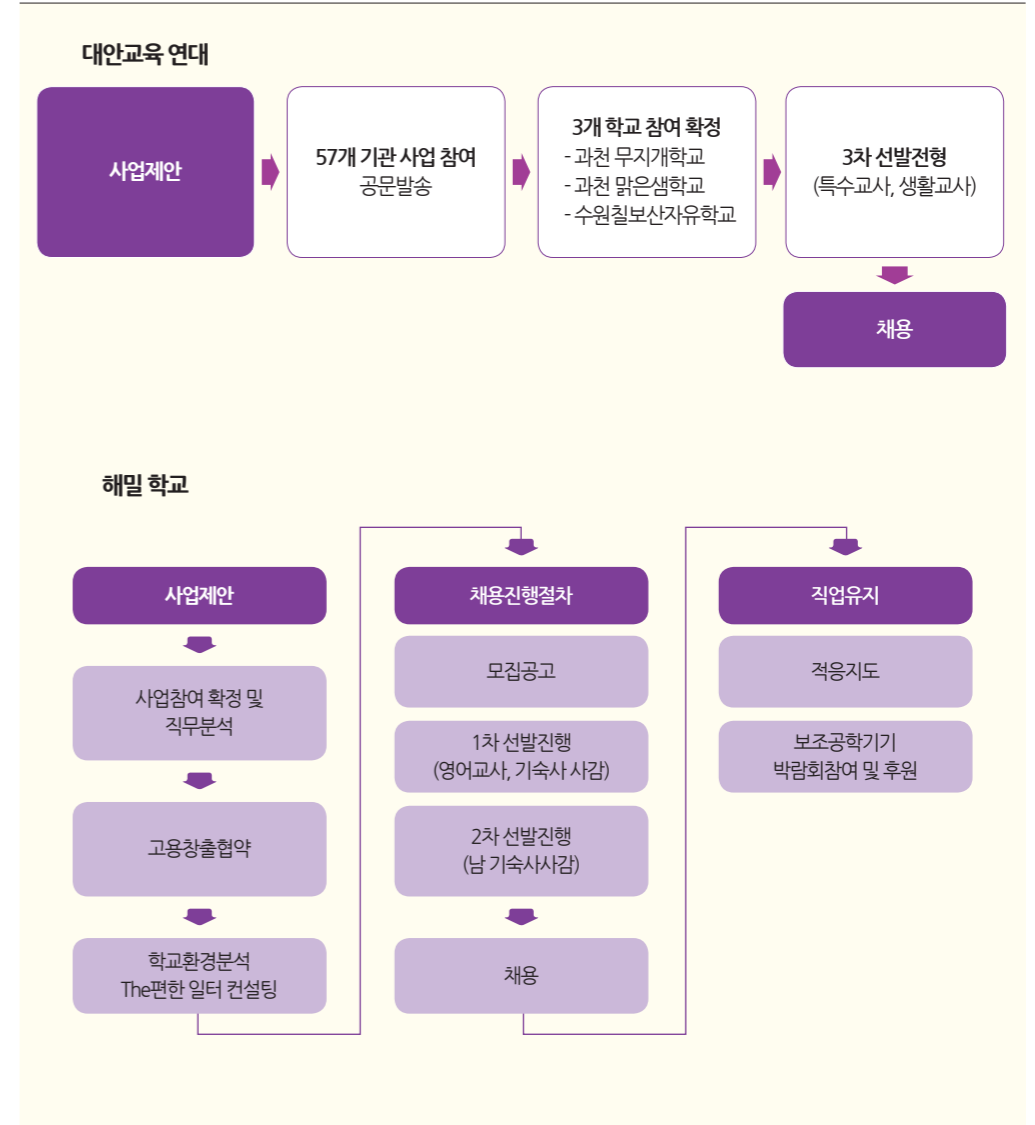 대안교육 연대
사업제안
57개 기관 사업 참여
공문발송
3개 학교 참여 확정
- 과천 무지개학교
- 과천 맑은샘학교
- 수원칠보산자유학교
3차 선발전형
(특수교사, 생활교사)
채용
해밀 학교
사업제안
사업참여 확정 및
직무분석
고용창출협약
학교환경분석
The편한 일터 컨설팅
채용진행절차
모집공고
1차 선발진행
(영어교사, 기숙사 사감)
2차 선발진행
(남 기숙사사감)
채용
직업유지
적응지도
보조공학기기
박람회참여 및 후원